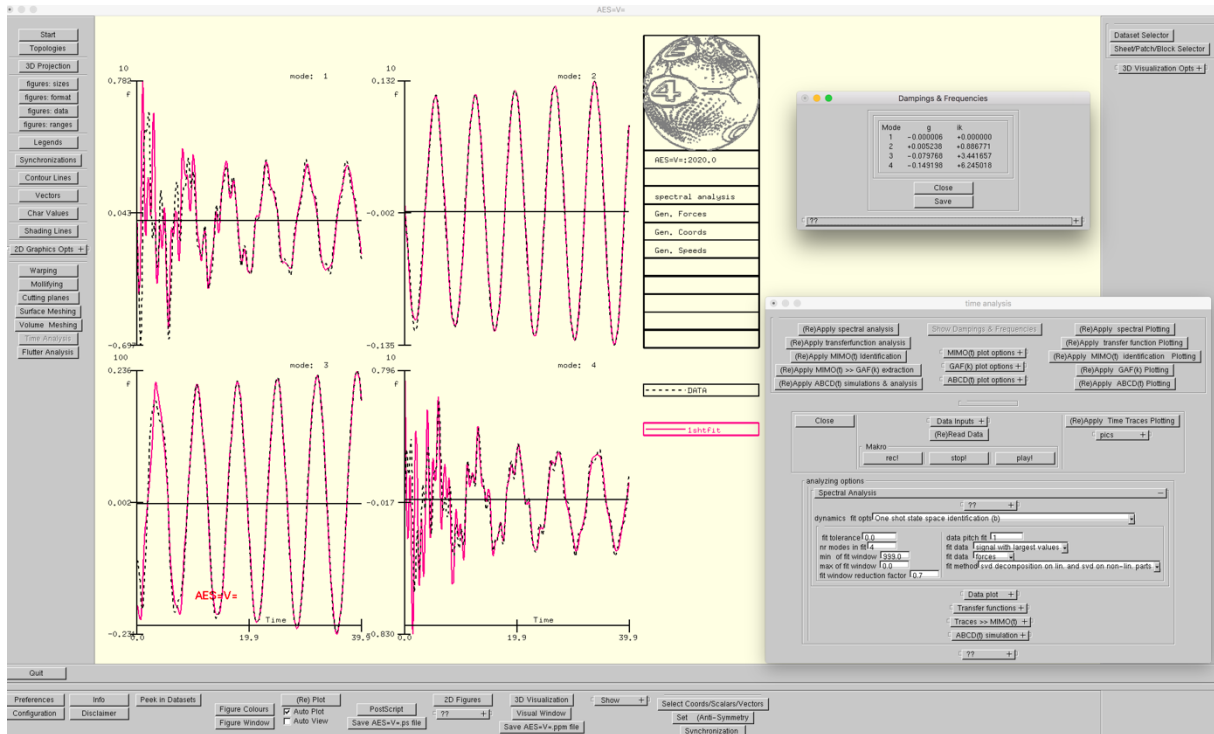 AES=V=
Start
Topologies
3D Projection
figures: sizes
figures: format
figures: data
figures: ranges
Legends
Synchronizations
Contour Lines
Vectors
Char Values
Shading Lines
2D Graphics Opts +
Warping
Mollifying
Cutting planes
Surface Meshing
Volume Meshing
Time Analysis
Flutter Analysis
10
0.782
f
mode: 1
0.043
-0.697
10
0.132
f
mode: 2
-0.002
-0.135
100
0.236
f
mode: 3
0.002
AES=V=
Time
0.0
19.9
39.9
10
0.796
f
mode: 4
-0.017
-0.830
Time
0.0
19.9
39.9
4
AES=V=:2020.0
spectral analysis
Gen. Forces
Gen. Coords
Gen. Speeds
DATA
1shtfit
Dataset Selector
Sheet/Patch/Block Selector
3D Visualization Opts +
Dampings & Frequencies
Mode g ik
1 -0.000006 +0.000000
2 +0.005238 +0.886771
3 -0.079768 +3.441657
4 -0.149198 +6.245018
Close
Save
?? +
time analysis
(Re)Apply spectral analysis
Show Dampings & Frequencies
(Re)Apply spectral Plotting
(Re)Apply transferfunction analysis
(Re)Apply transfer function Plotting
(Re)Apply MIMO(t) Identification
MIMO(t) plot options +
(Re)Apply MIMO(t) identification Plotting
(Re)Apply MIMO(t) >> GAF(k) extraction
GAF(k) plot options +
(Re)Apply GAF(k) Plotting
(Re)Apply ABCD(t) simulations & analysis
ABCD(t) plot options +
(Re)Apply ABCD(t) Plotting
Close
Data Inputs +
(Re)Apply Time Traces Plotting
(Re)Read Data
pics +
Makro
rec!
stop!
play!
analyzing options
Spectral Analysis
?? +
dynamics fit opts One shot state space identification (b)
fit tolerance 0.0
data pitch fit 1
nr modes in fit 4
fit data signal with largest values
min of fit window 999.0
fit data forces
max of fit window 0.0
fit method svd decomposition on lin. and svd on non-lin. parts
fit window reduction factor 0.7
Data plot +
Transfer functions +
Traces >> MIMO(t) +
ABCD(t) simulation +
?? +
Quit
Preferences
Info
Peek In Datasets
(Re) Plot
2D Figures
3D Visualization
Show +
Select Coords/Scalars/Vectors
Configuration
Disclaimer
Figure Colours
Auto Plot
PostScript
?? +
Visual Window
Set (Anti-Symmetry
Figure Window
Auto View
Save AES=V=.ps file
Save AES=V=.ppm file
Synchronization